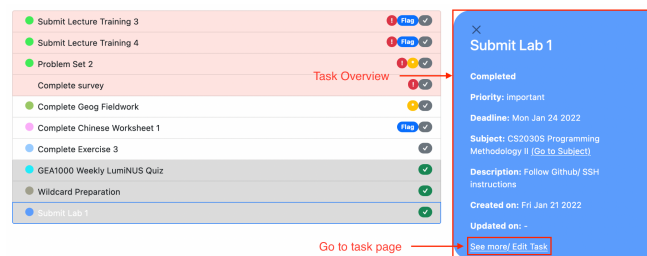 Submit Lecture Training 3
! Flag
Submit Lecture Training 4
! Flag
Problem Set 2
! *
Complete survey
!
Complete Geog Fieldwork
*
Complete Chinese Worksheet 1
Flag
Complete Exercise 3
GEA1000 Weekly LumiNUS Quiz
Wildcard Preparation
Submit Lab 1
Task Overview
Go to task page
Submit Lab 1
Completed
Priority: important
Deadline: Mon Jan 24 2022
Subject: CS2030S Programming
Methodology II (Go to Subject)
Description: Follow Github/ SSH
instructions
Created on: Fri Jan 21 2022
Updated on: -
See more/ Edit Task